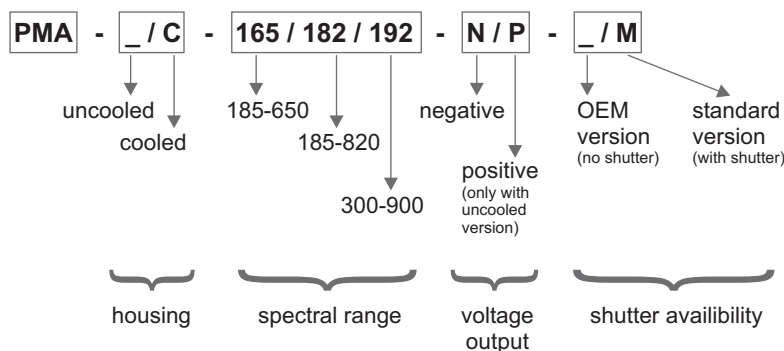 PMA - _ / C - 165 / 182 / 192 - N / P - _ / M
uncooled
cooled
185-650
185-820
300-900
negative
positive
(only with
uncooled
version)
OEM
version
(no shutter)
standard
version
(with shutter)
housing
spectral range
voltage
output
shutter availibility